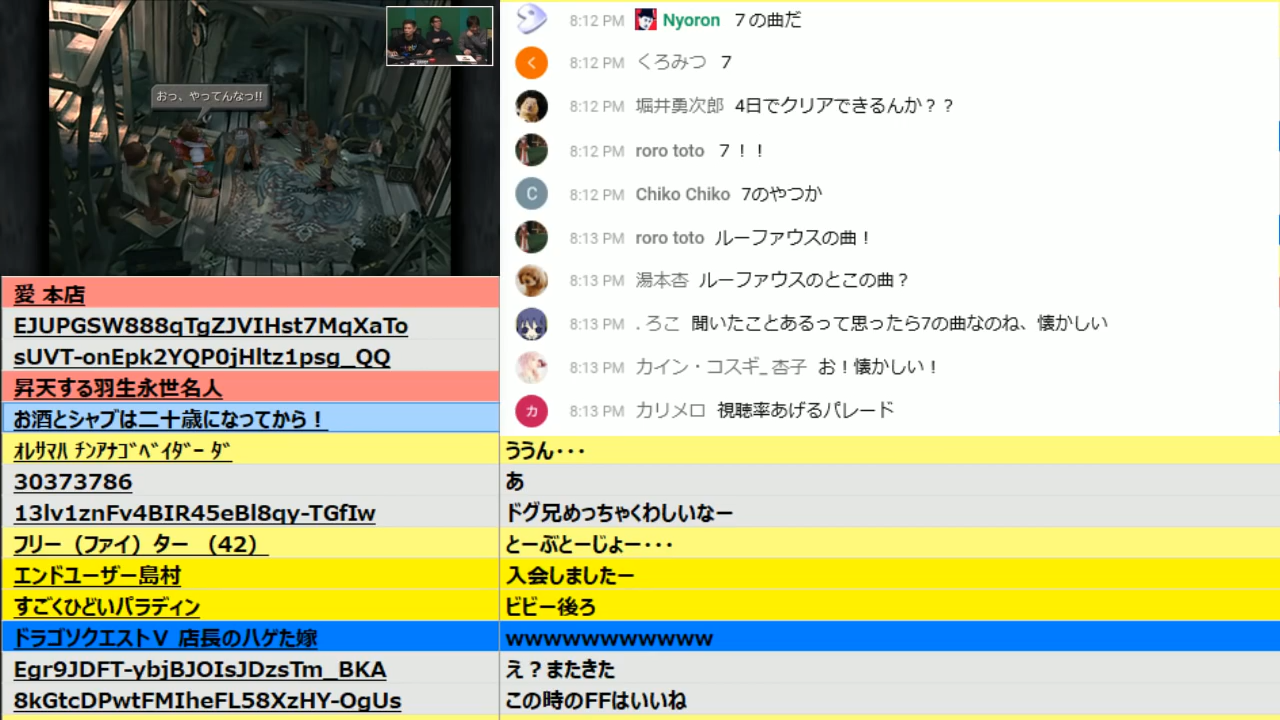 おっ、やってんなっ!!
8:12 PM Nyoron 7の曲だ
8:12 PM くろみつ 7
8:12 PM 堀井勇次郎 4日でクリアできるんか？？
8:12 PM roro toto 7！！
8:12 PM Chiko Chiko 7のやつか
8:13 PM roro toto ルーファウスの曲！
8:13 PM 湯本杏 ルーファウスのとこの曲？
8:13 PM . ろこ 聞いたことあるって思ったら7の曲なのね、懐かしい
8:13 PM カイン・コスギ_杏子 お！懐かしい！
8:13 PM カリメロ 視聴率あげるパレード
愛 本店
EJUPGSW888qTgZJVIHst7MqXaTo
sUVT-onEpk2YQP0jHltz1psg_QQ
昇天する羽生永世名人
お酒とシャブは二十歳になってから！
ｵﾚｻﾏﾊ ﾁﾝｱﾅｺﾞﾍﾞｲﾀﾞｰ ﾀﾞ ううん･･･
30373786 あ
13lv1znFv4BIR45eBl8qy-TGfIw ドグ兄めっちゃくわしいなー
フリー（ファイ）ター （42） とーぶとーじょー･･･
エンドユーザー島村 入会しましたー
すごくひどいパラディン ビビー後ろ
ドラゴソクエストⅤ 店長のハゲた嫁 wwwwwwwwwww
Egr9JDFT-ybjBJOIsJDzsTm_BKA え？またきた
8kGtcDPwtFMIheFL58XzHY-OgUs この時のFFはいいね